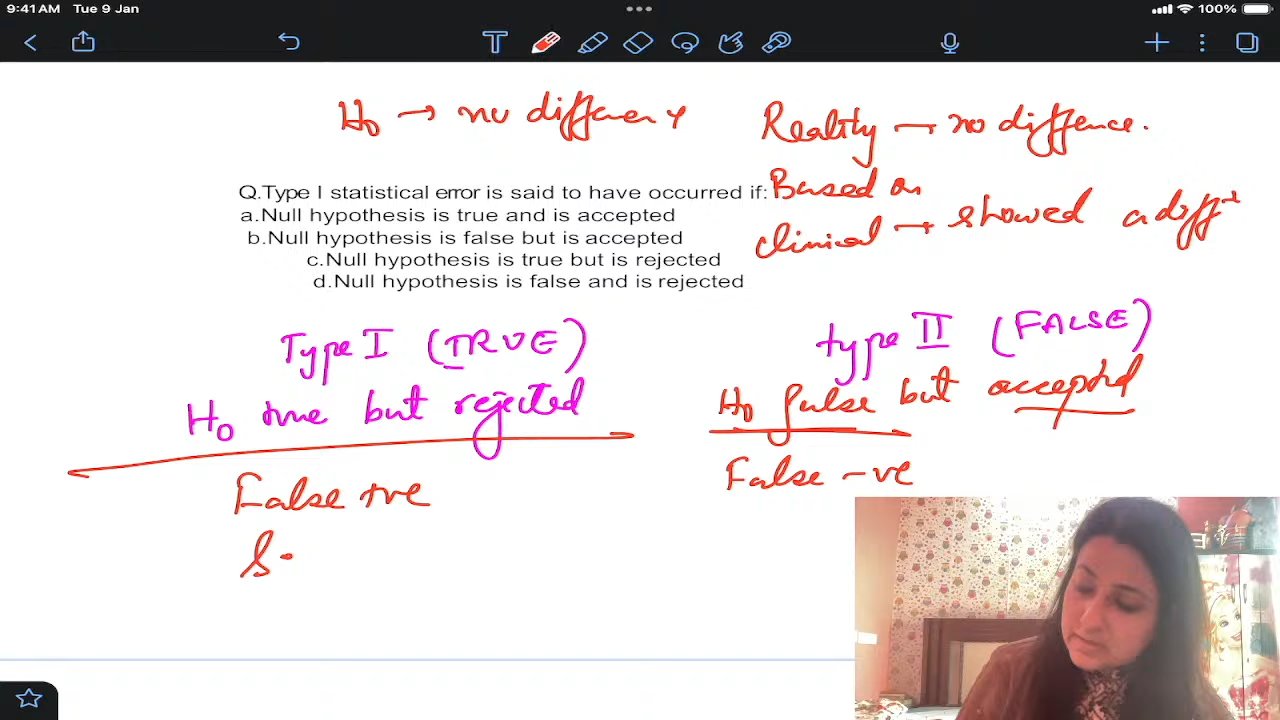 9:41 AM Tue 9 Jan
100%
H0 → no differen
Reality → no diffence.
Based on
clinical → showed a diff
Q.Type I statistical error is said to have occurred if:
a.Null hypothesis is true and is accepted
b.Null hypothesis is false but is accepted
c.Null hypothesis is true but is rejected
d.Null hypothesis is false and is rejected
Type I (TRUE)
H0 true but rejected
False +ve
type II (FALSE)
H0 false but accepted
False -ve